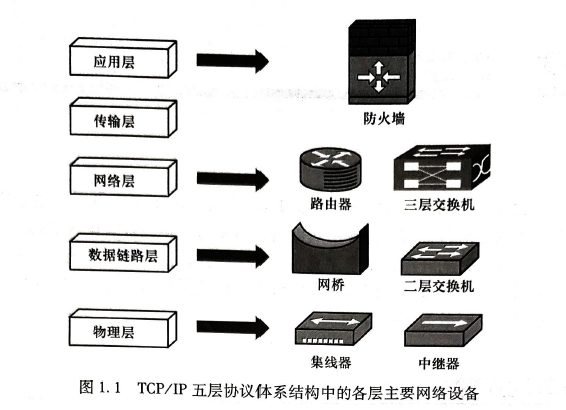 应用层
防火墙
传输层
网络层
路由器
三层交换机
数据链路层
网桥
二层交换机
物理层
集线器
中继器
图 1.1 TCP/IP 五层协议体系结构中的各层主要网络设备